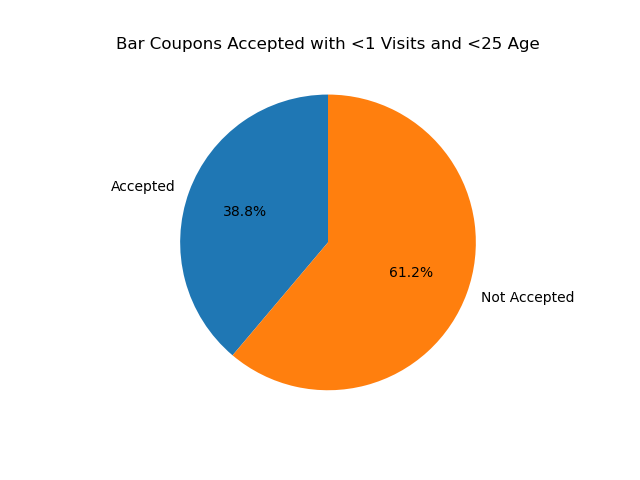 Bar Coupons Accepted with <1 Visits and <25 Age
Accepted
38.8%
61.2%
Not Accepted